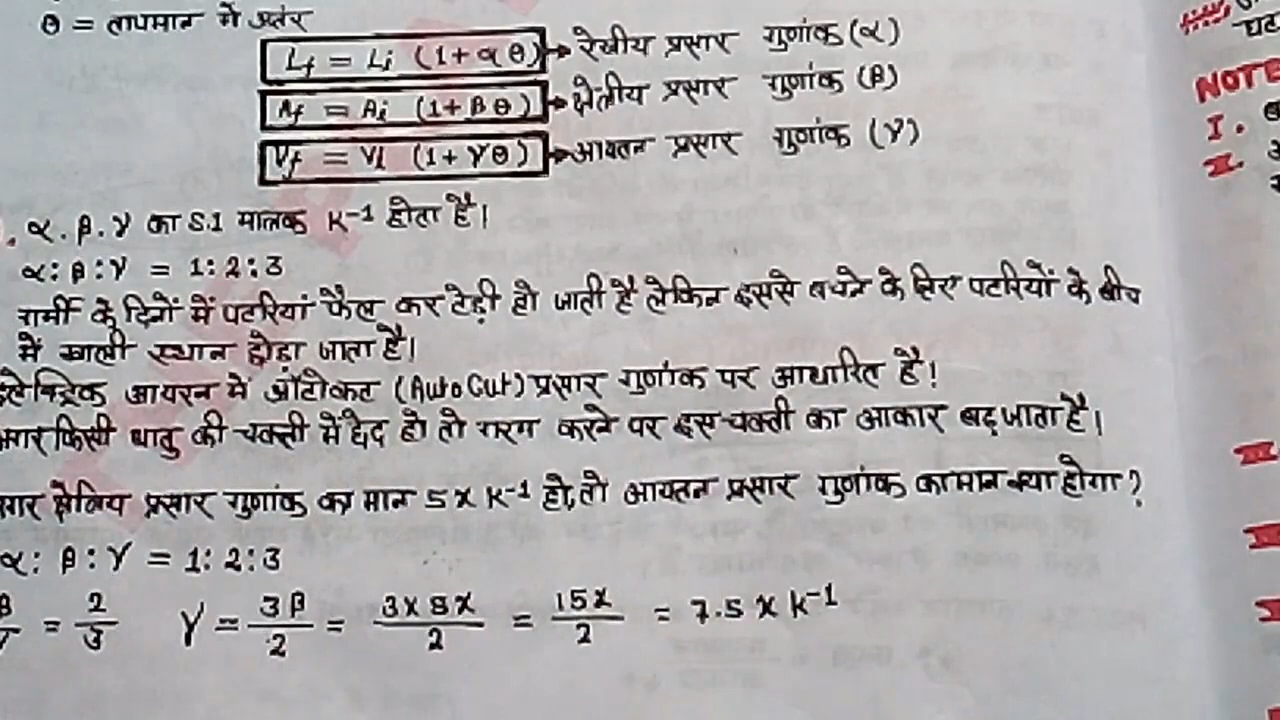 θ = तापमान में अंतर
Lf = Li (1+αθ) → रेखीय प्रसार गुणांक (α)
Af = Ai (1+βθ) → क्षेत्रीय प्रसार गुणांक (β)
Vf = Vi (1+γθ) → आयतन प्रसार गुणांक (γ)
α. β. γ का S.I मात्रक K⁻¹ होता है।
α:β:γ = 1:2:3
गर्मी के दिनों में पटरियां फैल कर टेड़ी हो जाती है लेकिन इससे बचने के लिए पटरियों के बीच
में खाली स्थान छोड़ा जाता है।
इलेक्ट्रिक आयरन में ऑटोकट (Auto Cut) प्रसार गुणांक पर आधारित है!
अगर किसी धातु की चक्ती में छेद हो तो गरम करने पर इस चक्ती का आकार बढ़ जाता है।
अगर क्षेत्रिय प्रसार गुणांक का मान 5x K⁻¹ हो, तो आयतन प्रसार गुणांक का मान क्या होगा?
α:β:γ = 1:2:3
β/γ = 2/3 γ = 3β/2 = 3×5x/2 = 15x/2 = 7.5 x K⁻¹
NOTE
I.
II.